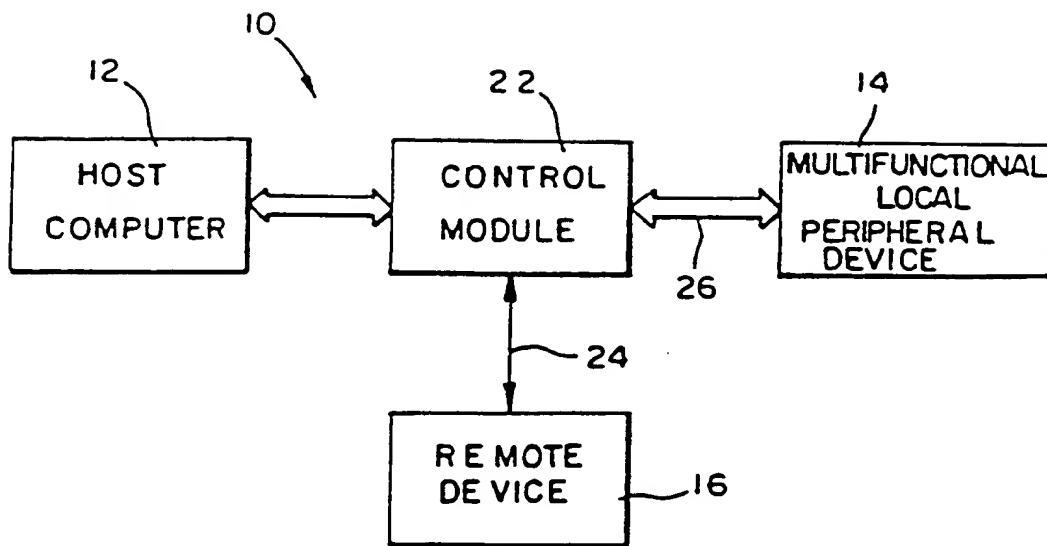 10
12
22
14
HOST
COMPUTER
CONTROL
MODULE
MULTIFUNCTIONAL
LOCAL
PERIPHERAL
DEVICE
26
24
REMOTE
DEVICE
16